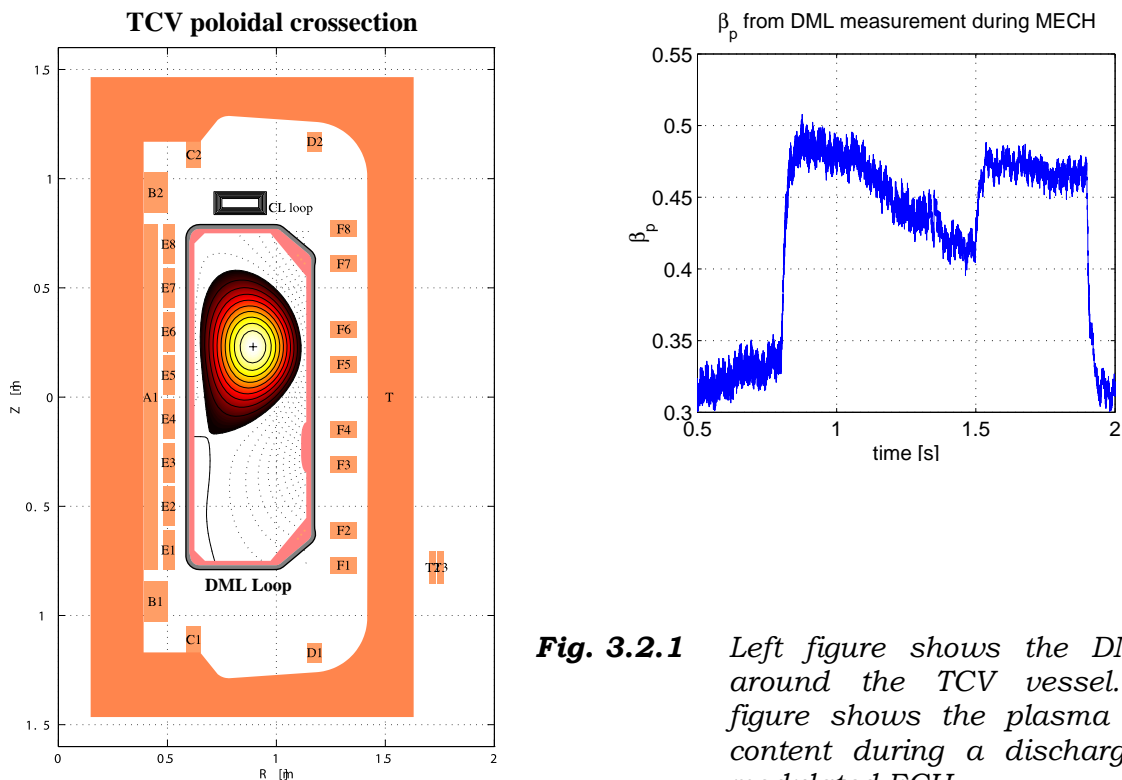 TCV poloidal crossection
1.5
1
0.5
0
0. 5
1
1. 5
Z [m]
0
0.5
1
1.5
2
R [m]
A1
B1
B2
C1
C2
D1
D2
E8
E7
E6
E5
E4
E3
E2
E1
F8
F7
F6
F5
F4
F3
F2
F1
T
CL loop
DML Loop
βp from DML measurement during MECH
0.55
0.5
0.45
0.4
0.35
0.3
βp
0.5
1
1.5
2
time [s]
Fig. 3.2.1 Left figure shows the
around the TCV vessel.
figure shows the plasma
content during a